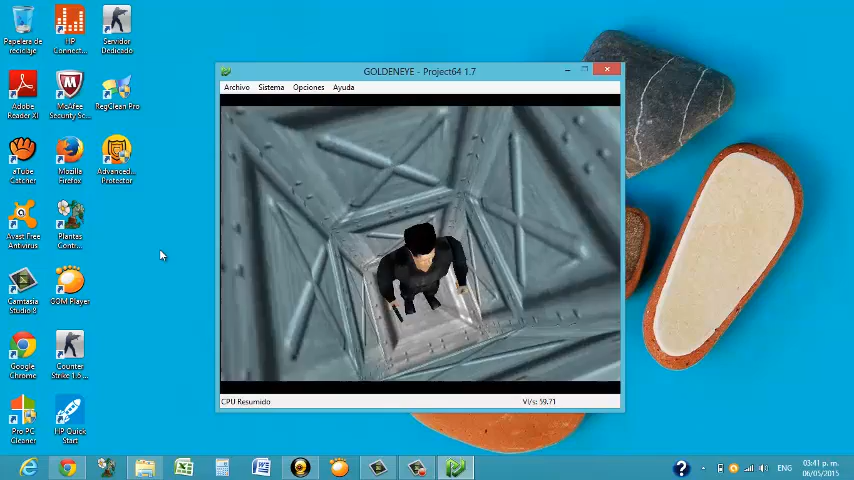 Papelera de
reciclaje
HP
Connect...
Servidor
Dedicado
GOLDENEYE - Project64 1.7
Archivo Sistema Opciones Ayuda
Adobe
Reader XI
McAfee
Security Se...
RegClean Pro
aTube
Catcher
Mozilla
Firefox
Advanced...
Protector
Avast Free
Antivirus
Plantas
Contr...
Camtasia
Studio 8
GOM Player
Google
Chrome
Counter
Strike 1.6 ...
Pro PC
Cleaner
HP Quick
Start
CPU Resumido VI/s: 59.71
ENG
03:41 p. m.
06/05/2015